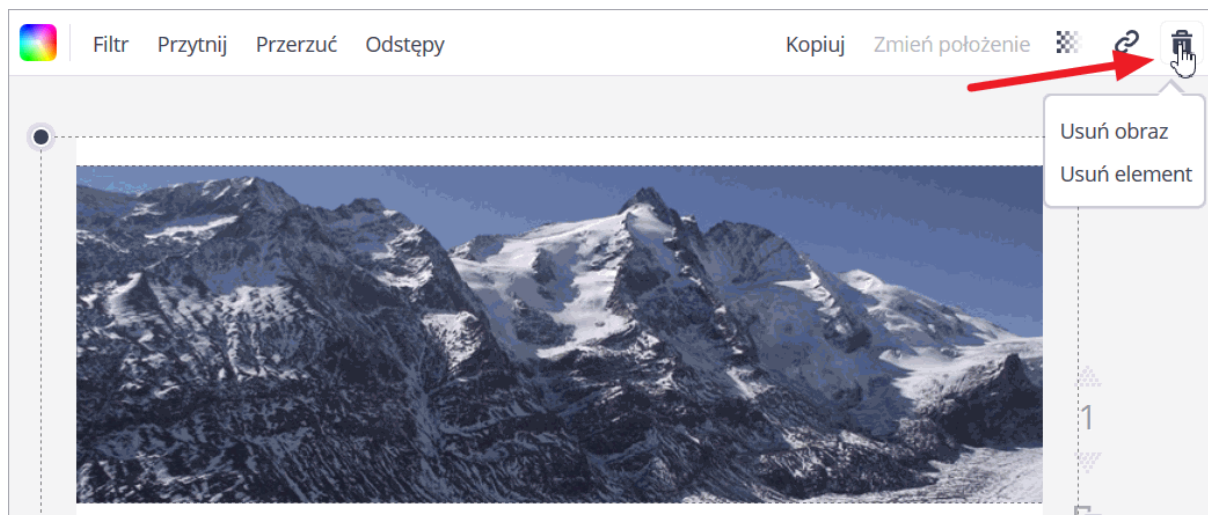 Filtr Przytnij Przerzuć Odstępy Kopiuj Zmień położenie
Usuń obraz
Usuń element
1